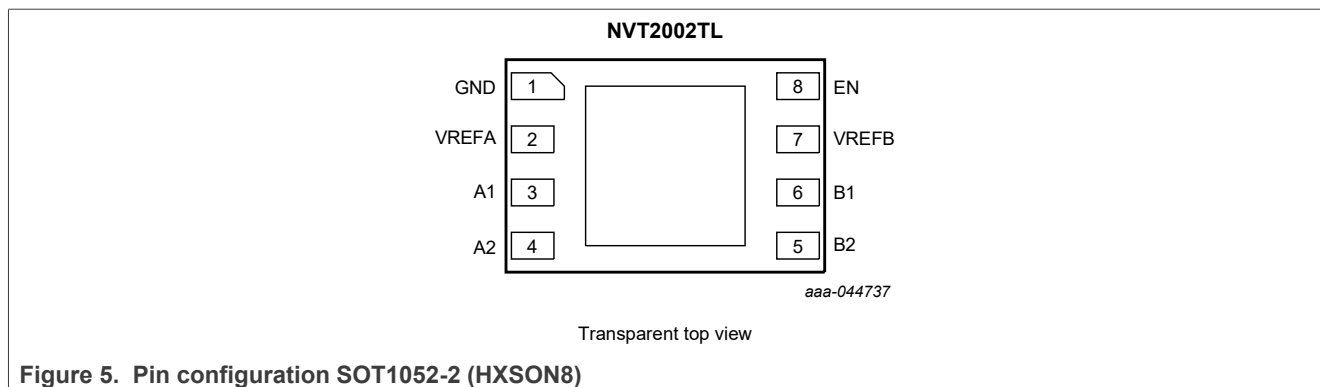 NVT2002TL
GND 1 8 EN
VREFA 2 7 VREFB
A1 3 6 B1
A2 4 5 B2
aaa-044737
Transparent top view
Figure 5. Pin configuration SOT1052-2 (HXSON8)